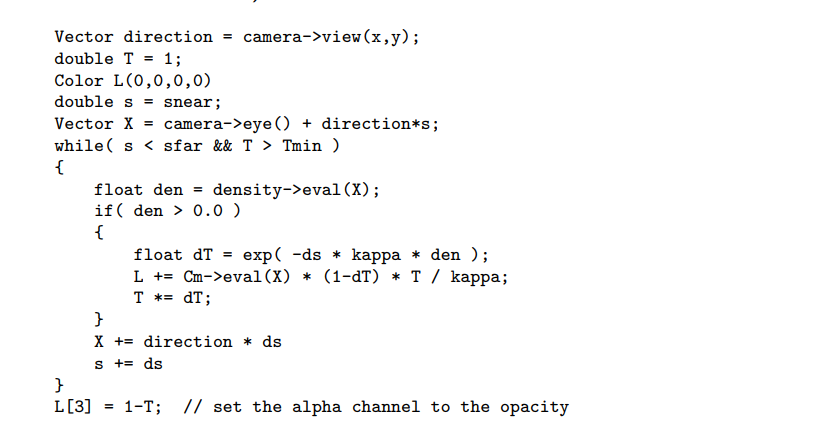 Vector direction = camera->view(x,y);
double T = 1;
Color L(0,0,0,0)
double s = snear;
Vector X = camera->eye() + direction*s;
while( s < sfar && T > Tmin )
{
    float den = density->eval(X);
    if( den > 0.0 )
    {
        float dT = exp( -ds * kappa * den );
        L += Cm->eval(X) * (1-dT) * T / kappa;
        T *= dT;
    }
    X += direction * ds
    s += ds
}
L[3] = 1-T;  // set the alpha channel to the opacity